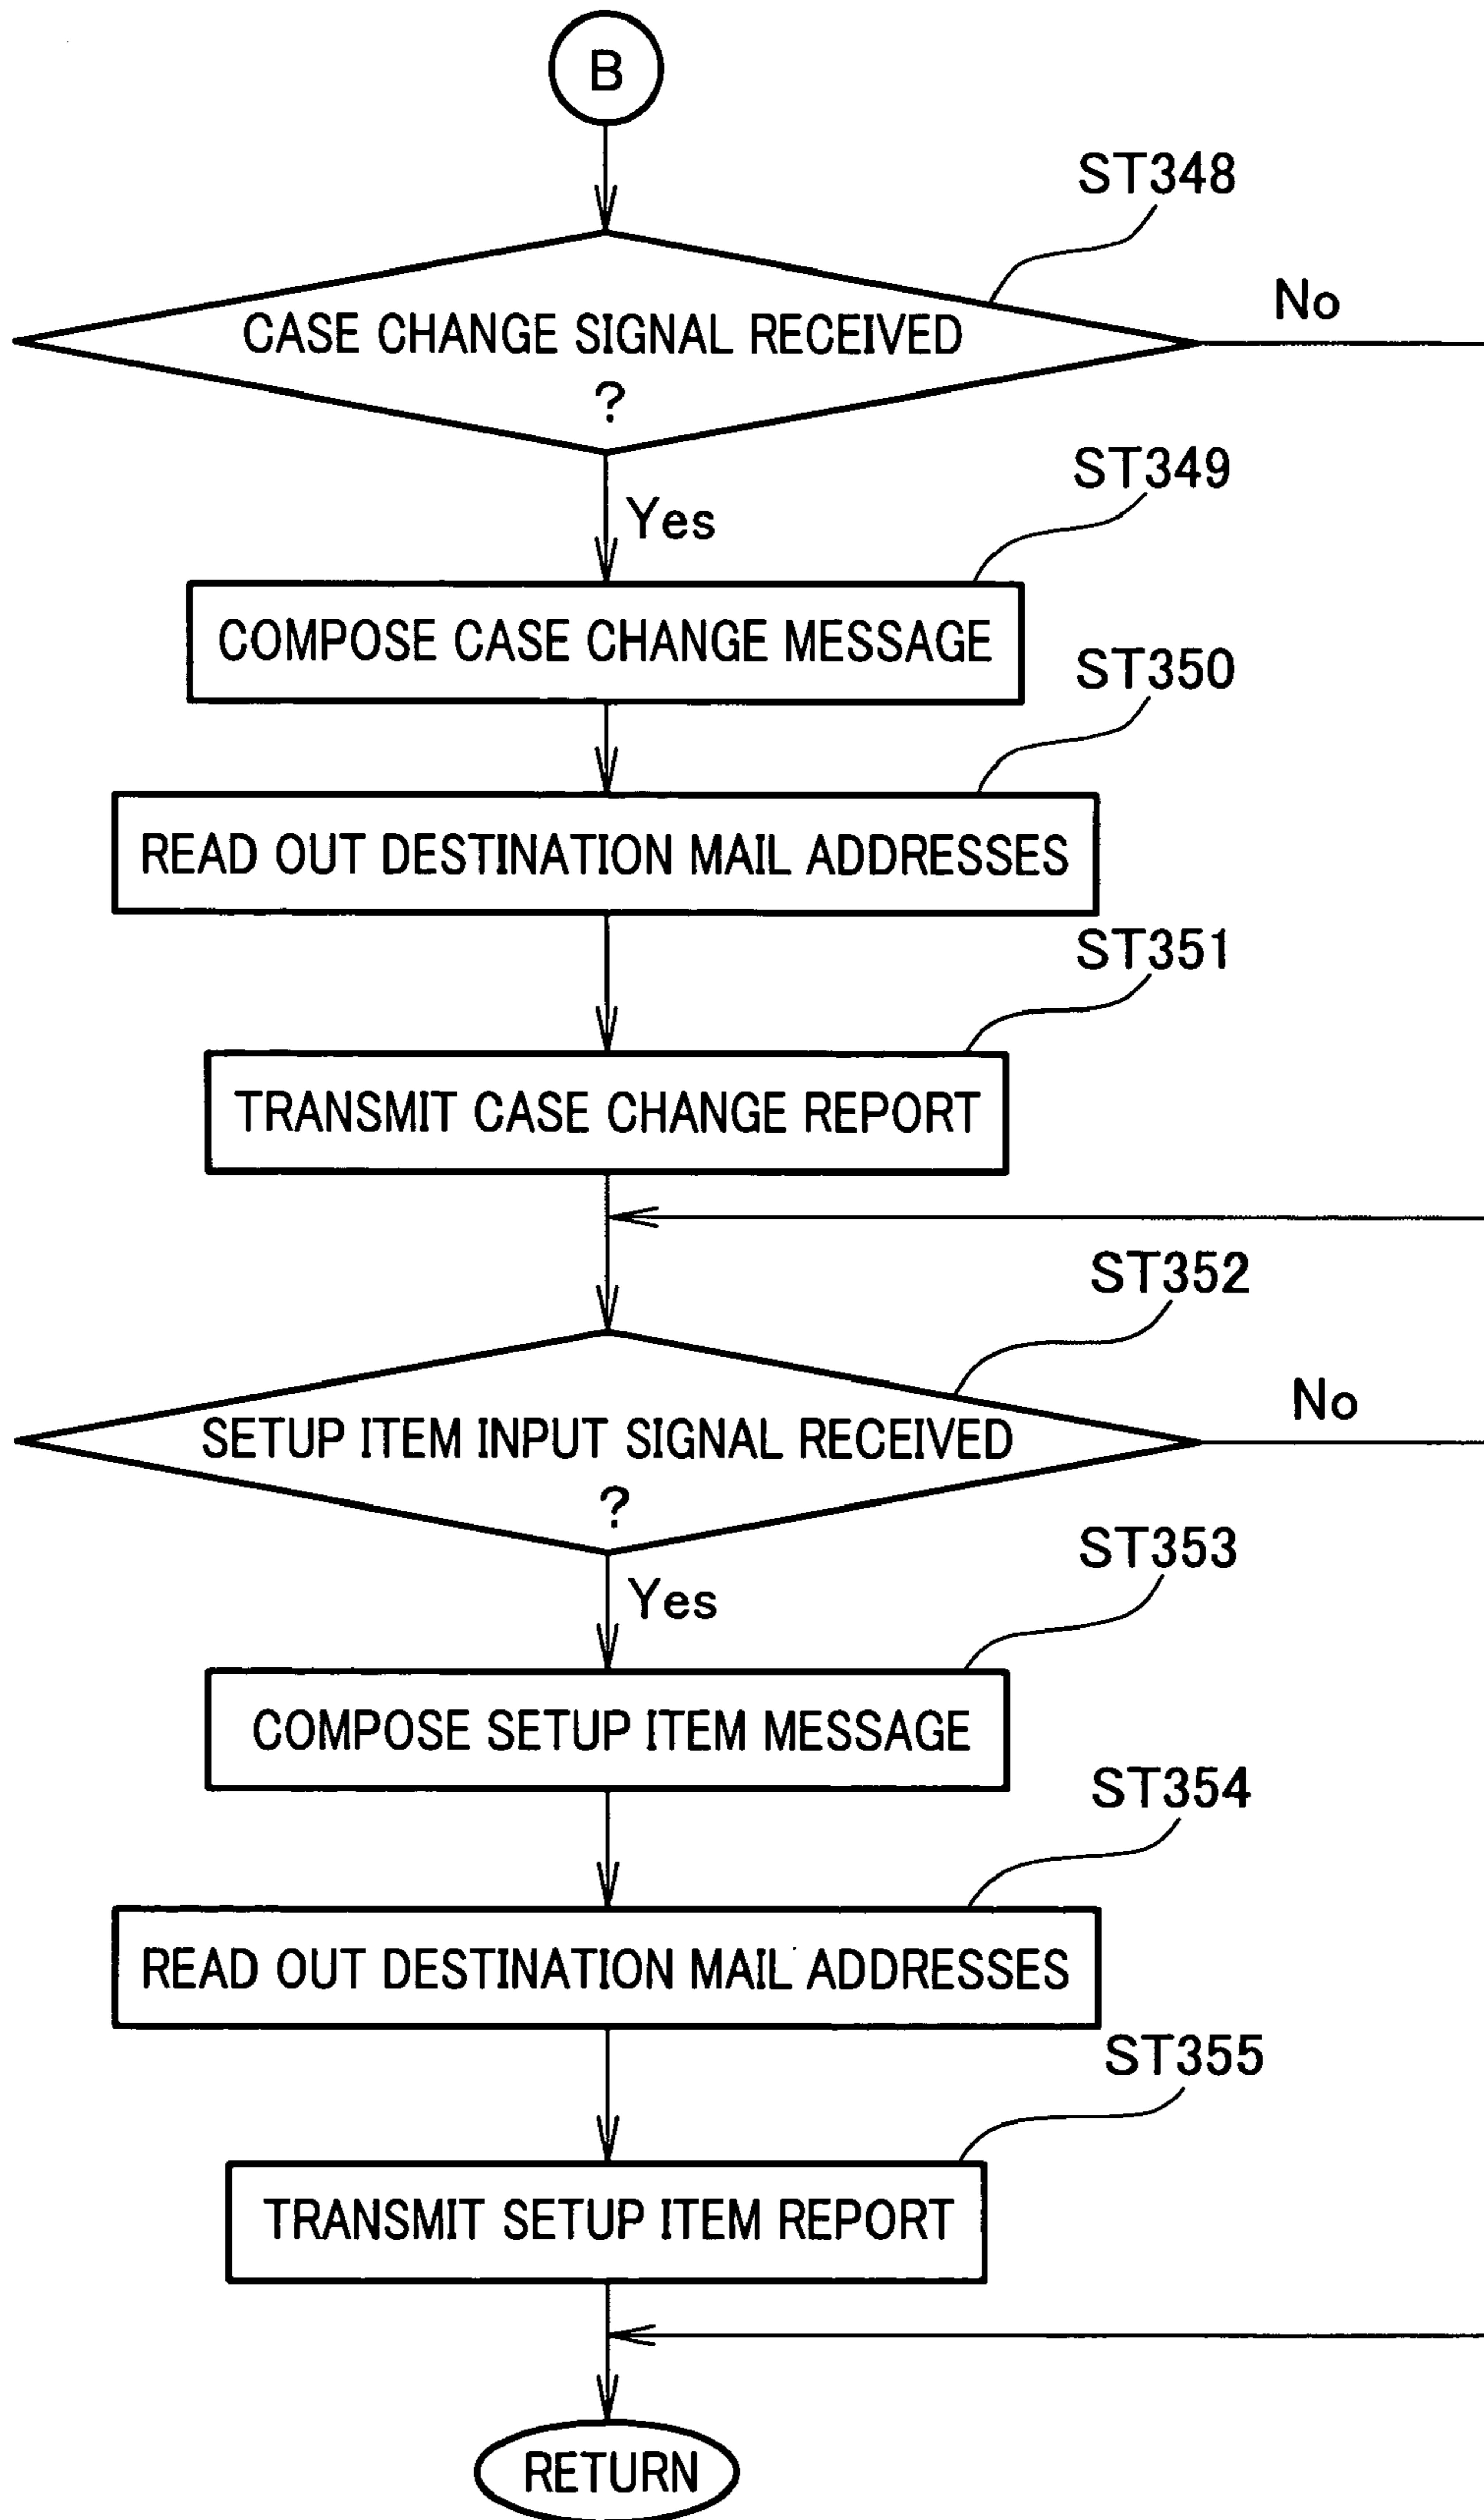 B
ST348
CASE CHANGE SIGNAL RECEIVED
?
No
Yes
ST349
COMPOSE CASE CHANGE MESSAGE
ST350
READ OUT DESTINATION MAIL ADDRESSES
ST351
TRANSMIT CASE CHANGE REPORT
ST352
SETUP ITEM INPUT SIGNAL RECEIVED
?
No
Yes
ST353
COMPOSE SETUP ITEM MESSAGE
ST354
READ OUT DESTINATION MAIL ADDRESSES
ST355
TRANSMIT SETUP ITEM REPORT
RETURN